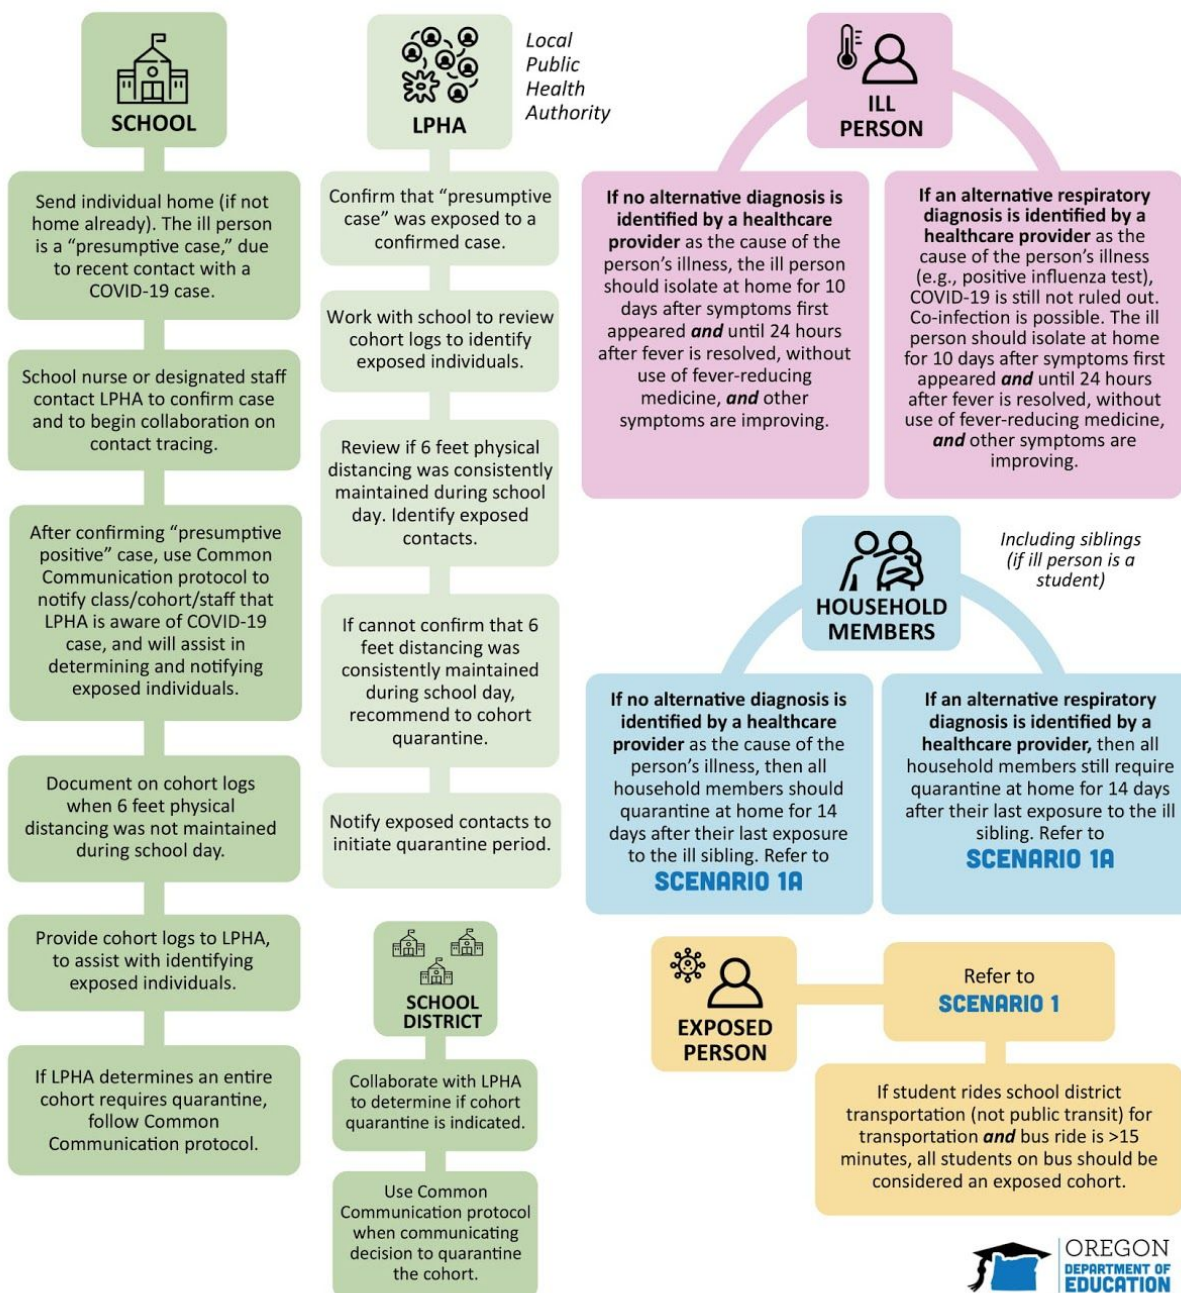 SCHOOL
Send individual home (if not
home already). The ill person
is a “presumptive case,” due
to recent contact with a
COVID-19 case.
School nurse or designated staff
contact LPHA to confirm case
and to begin collaboration on
contact tracing.
After confirming “presumptive
positive” case, use Common
Communication protocol to
notify class/cohort/staff that
LPHA is aware of COVID-19
case, and will assist in
determining and notifying
exposed individuals.
Document on cohort logs
when 6 feet physical
distancing was not maintained
during school day.
Provide cohort logs to LPHA,
to assist with identifying
exposed individuals.
If LPHA determines an entire
cohort requires quarantine,
follow Common
Communication protocol.
LPHA
Local
Public
Health
Authority
Confirm that “presumptive
case” was exposed to a
confirmed case.
Work with school to review
cohort logs to identify
exposed individuals.
Review if 6 feet physical
distancing was consistently
maintained during school
day. Identify exposed
contacts.
If cannot confirm that 6
feet distancing was
consistently maintained
during school day,
recommend to cohort
quarantine.
Notify exposed contacts to
initiate quarantine period.
SCHOOL
DISTRICT
Collaborate with LPHA
to determine if cohort
quarantine is indicated.
Use Common
Communication protocol
when communicating
decision to quarantine
the cohort.
ILL
PERSON
If no alternative diagnosis is
identified by a healthcare
provider as the cause of the
person’s illness, the ill person
should isolate at home for 10
days after symptoms first
appeared and until 24 hours
after fever is resolved, without
use of fever-reducing
medicine, and other
symptoms are improving.
If an alternative respiratory
diagnosis is identified by a
healthcare provider as the
cause of the person’s illness
(e.g., positive influenza test),
COVID-19 is still not ruled out.
Co-infection is possible. The ill
person should isolate at home
for 10 days after symptoms first
appeared and until 24 hours
after fever is resolved, without
use of fever-reducing medicine,
and other symptoms are
improving.
HOUSEHOLD
MEMBERS
Including siblings
(if ill person is a
student)
If no alternative diagnosis is
identified by a healthcare
provider as the cause of the
person’s illness, then all
household members should
quarantine at home for 14
days after their last exposure
to the ill sibling. Refer to
SCENARIO 1A
If an alternative respiratory
diagnosis is identified by a
healthcare provider, then all
household members still require
quarantine at home for 14 days
after their last exposure to the ill
sibling. Refer to
SCENARIO 1A
EXPOSED
PERSON
Refer to
SCENARIO 1
If student rides school district
transportation (not public transit) for
transportation and bus ride is >15
minutes, all students on bus should be
considered an exposed cohort.
OREGON
DEPARTMENT OF
EDUCATION